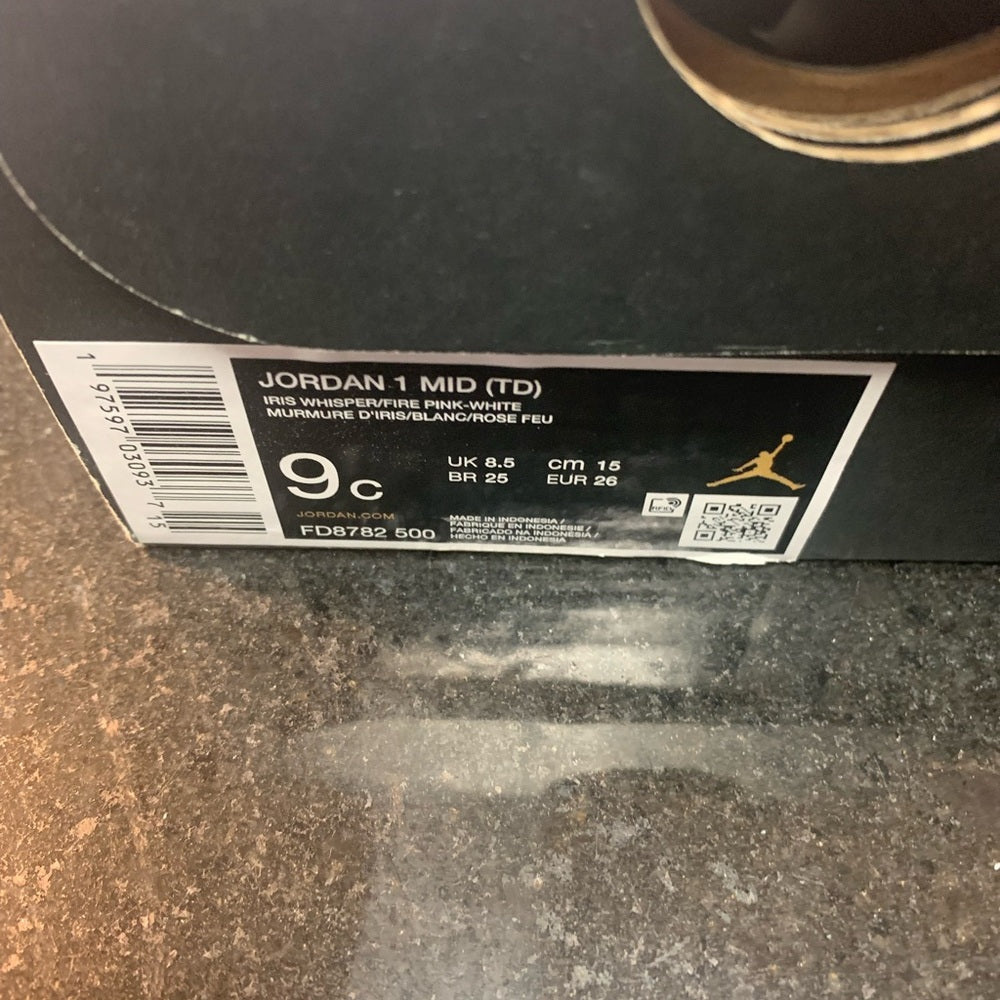 1 97597 03093 7 15
JORDAN 1 MID (TD)
IRIS WHISPER/FIRE PINK-WHITE
MURMURE D'IRIS/BLANC/ROSE FEU
9C
UK 8.5 cm 15
BR 25 EUR 26
JORDAN.COM
FD8782 500
MADE IN INDONESIA /
FABRIQUE EN INDONESIE /
FABRICADO NA INDONÉSIA /
HECHO EN INDONESIA
RFID